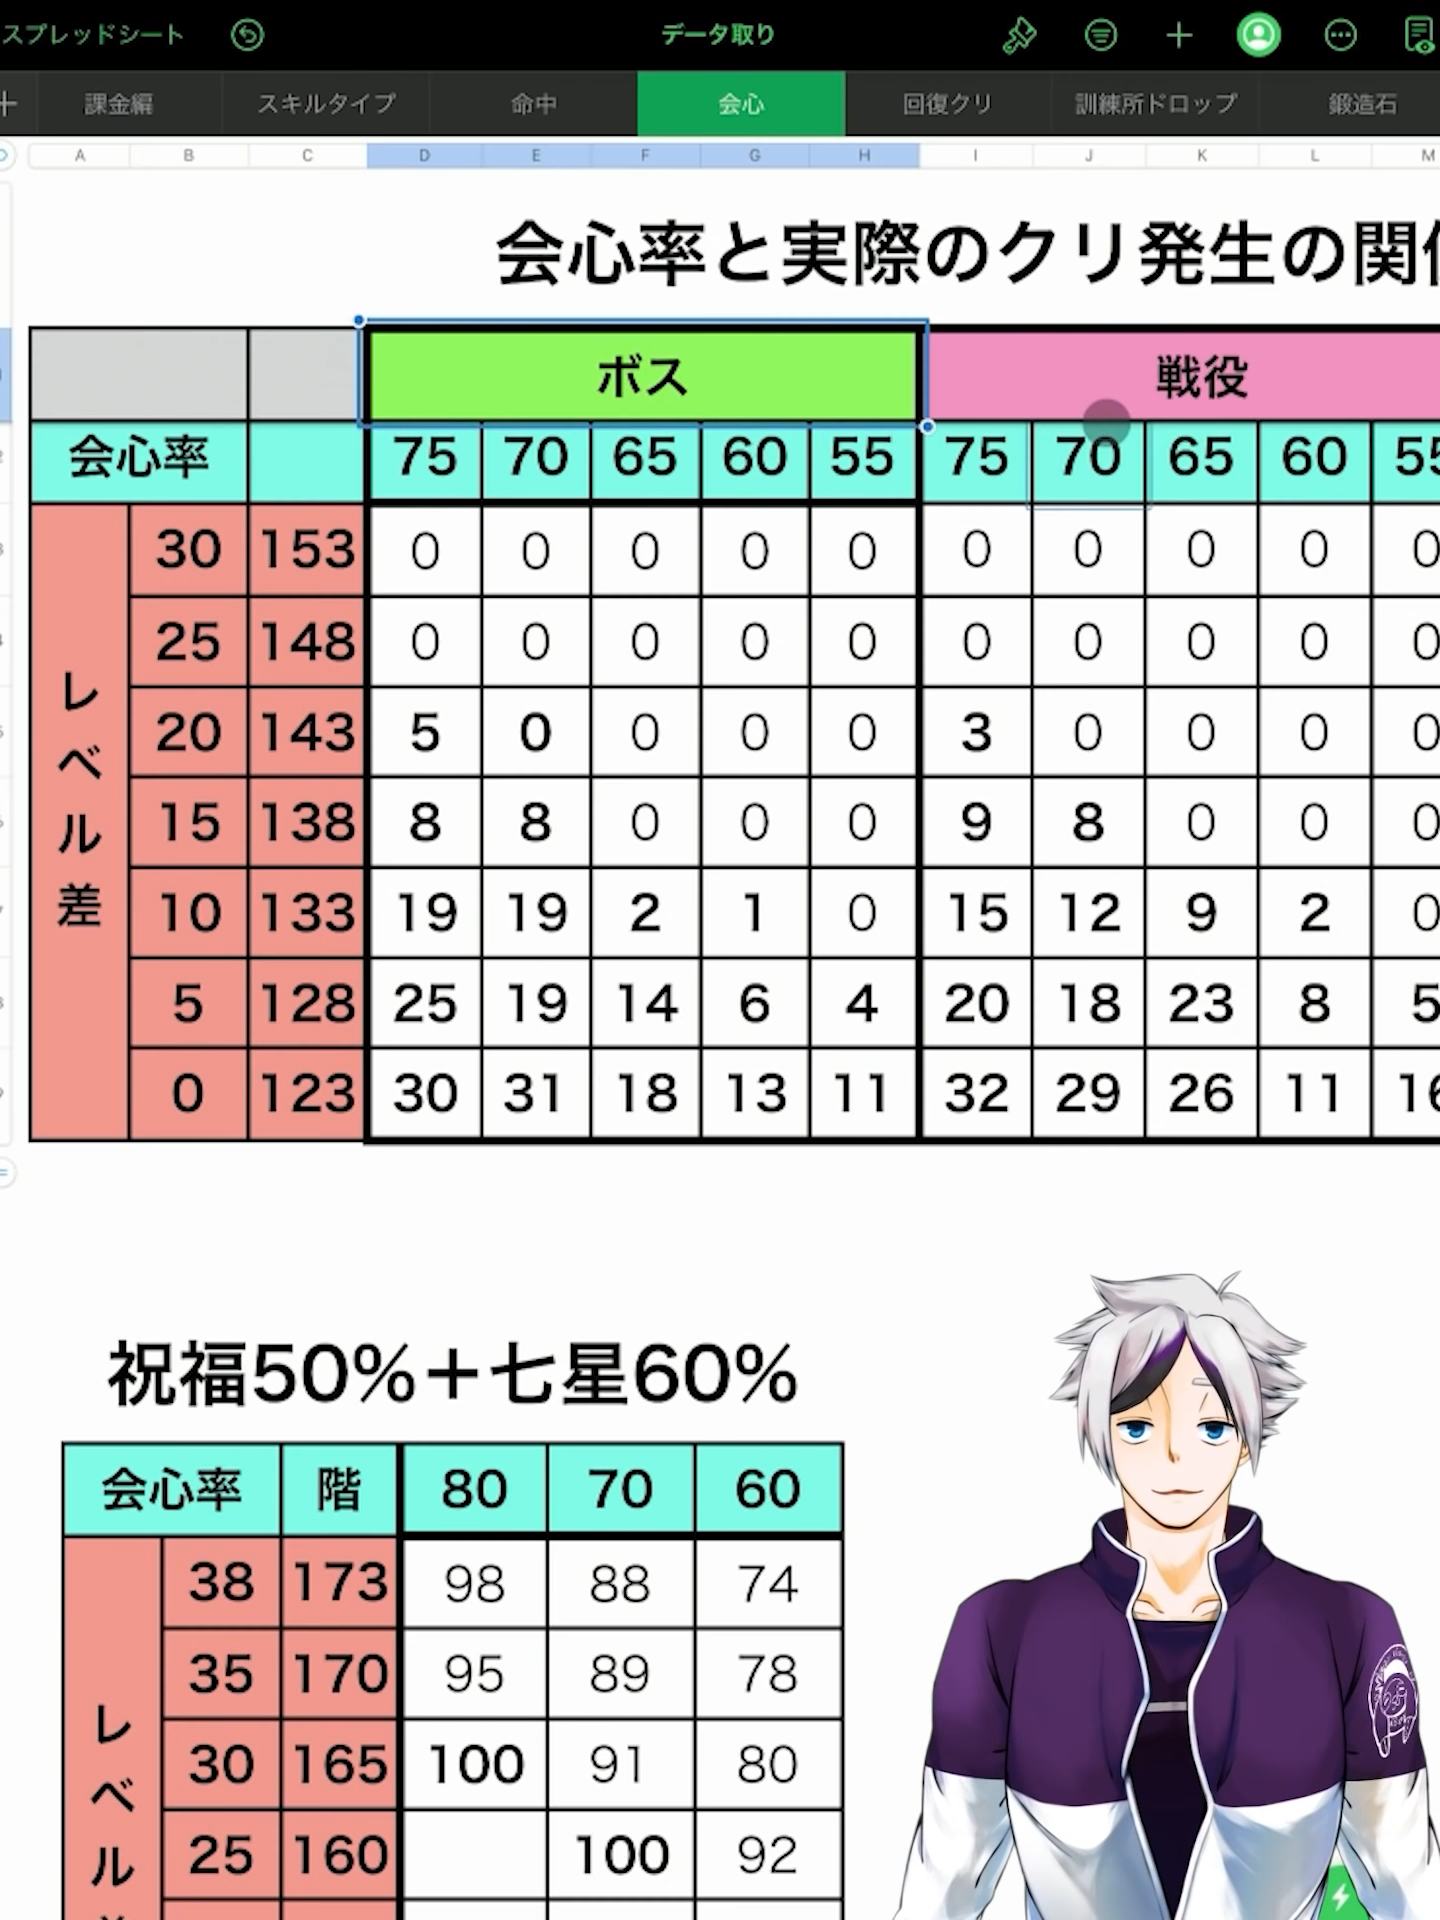 スプレッドシート データ取り
課金編 スキルタイプ 命中 会心 回復クリ 訓練所ドロップ 鍛造石
A B C D E F G H I J K L M
会心率と実際のクリ発生の関
ボス 戦役
会心率 75 70 65 60 55 75 70 65 60 55
レベル差
30 153 0 0 0 0 0 0 0 0 0 0
25 148 0 0 0 0 0 0 0 0 0 0
20 143 5 0 0 0 0 3 0 0 0 0
15 138 8 8 0 0 0 9 8 0 0 0
10 133 19 19 2 1 0 15 12 9 2 0
5 128 25 19 14 6 4 20 18 23 8 5
0 123 30 31 18 13 11 32 29 26 11 16
祝福50%＋七星60%
会心率 階 80 70 60
レベル
38 173 98 88 74
35 170 95 89 78
30 165 100 91 80
25 160 100 92